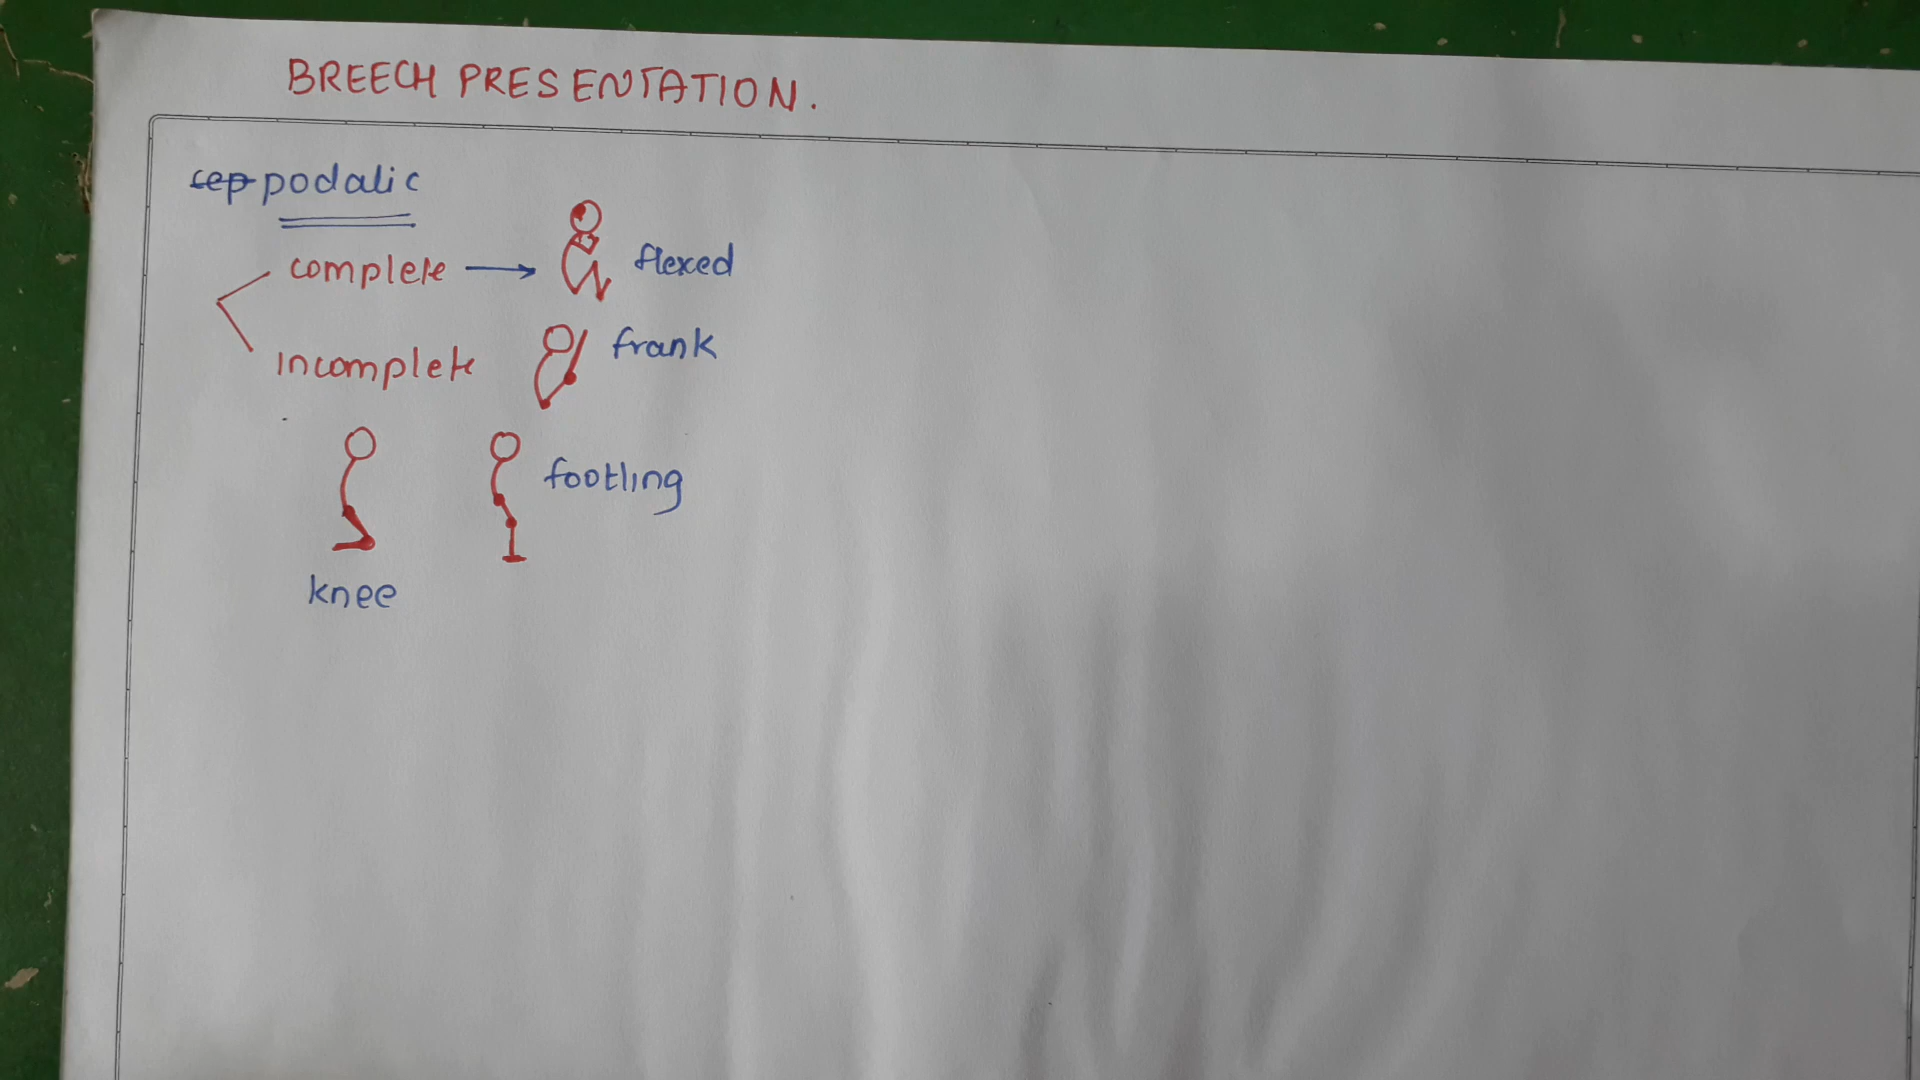 BREECH PRESENTATION.
cep podalic
complete → flexed
incomplete frank
footling
knee